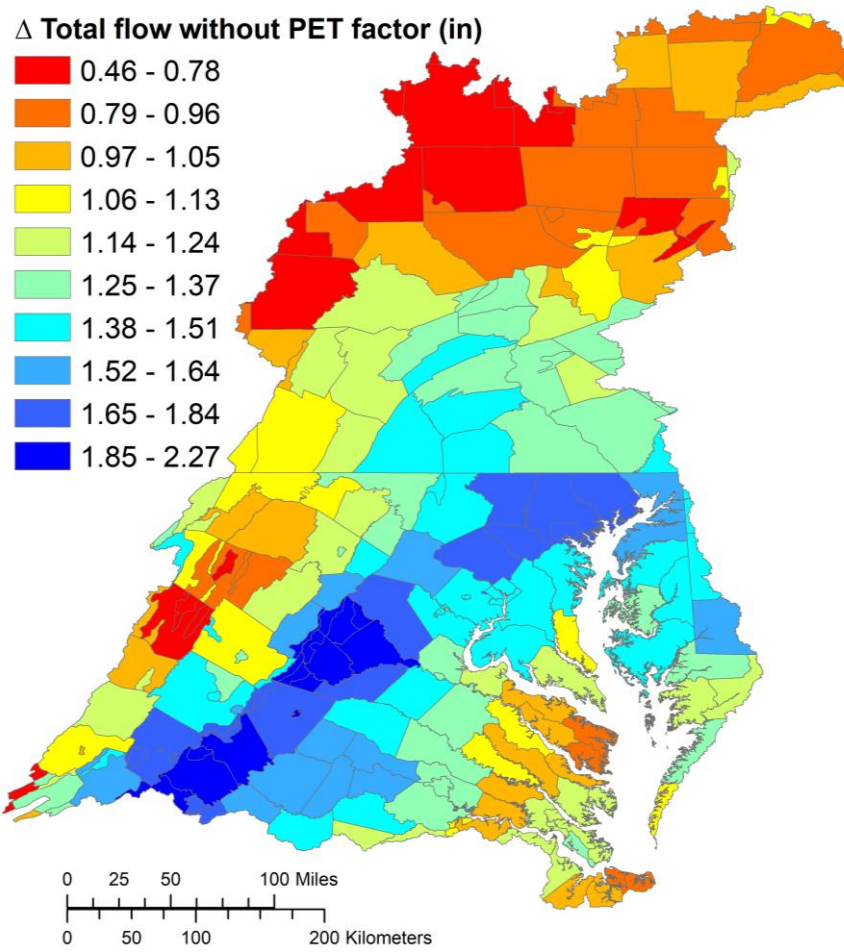 Δ Total flow without PET factor (in)
0.46 - 0.78
0.79 - 0.96
0.97 - 1.05
1.06 - 1.13
1.14 - 1.24
1.25 - 1.37
1.38 - 1.51
1.52 - 1.64
1.65 - 1.84
1.85 - 2.27
0 25 50 100 Miles
0 50 100 200 Kilometers